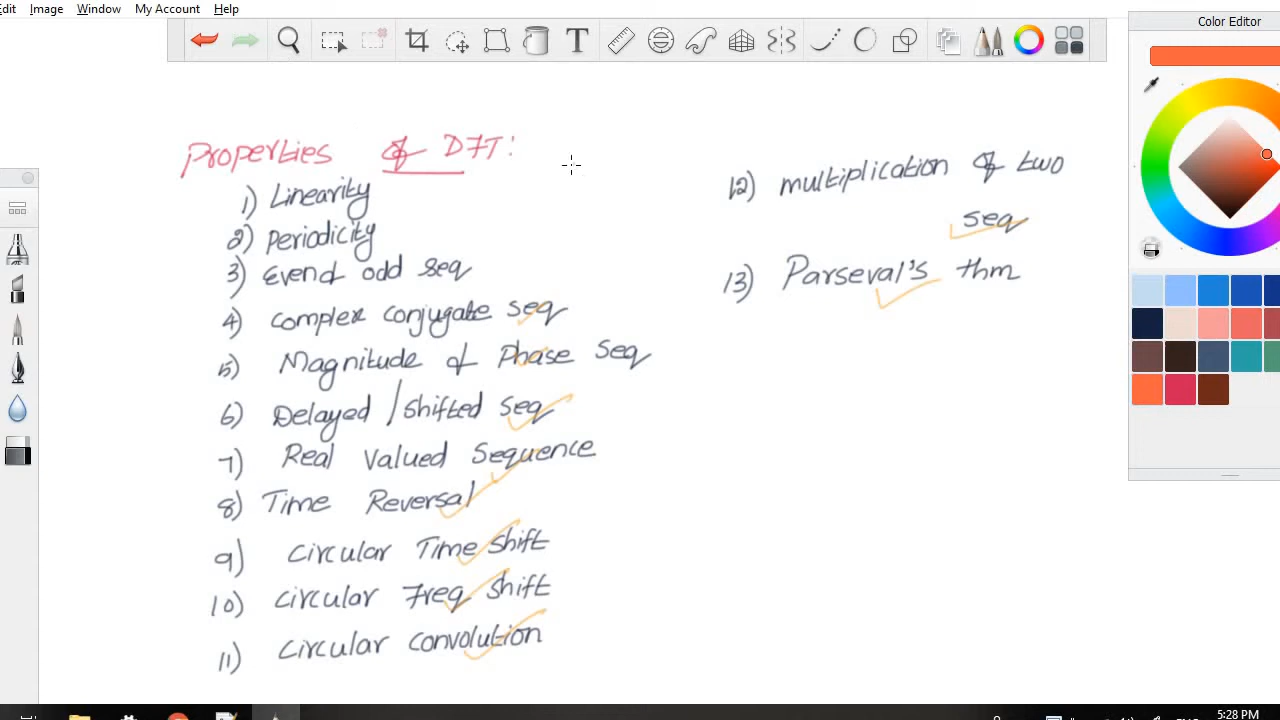 Edit Image Window My Account Help
Color Editor
Properties of DFT:
1) Linearity
2) Periodicity
3) Even & odd seq
4) Complex conjugate seq
5) Magnitude & Phase seq
6) Delayed / Shifted seq
7) Real valued Sequence
8) Time Reversal
9) Circular Time Shift
10) Circular Freq Shift
11) Circular convolution
12) multiplication of two
seq
13) Parseval's thm
5:28 PM